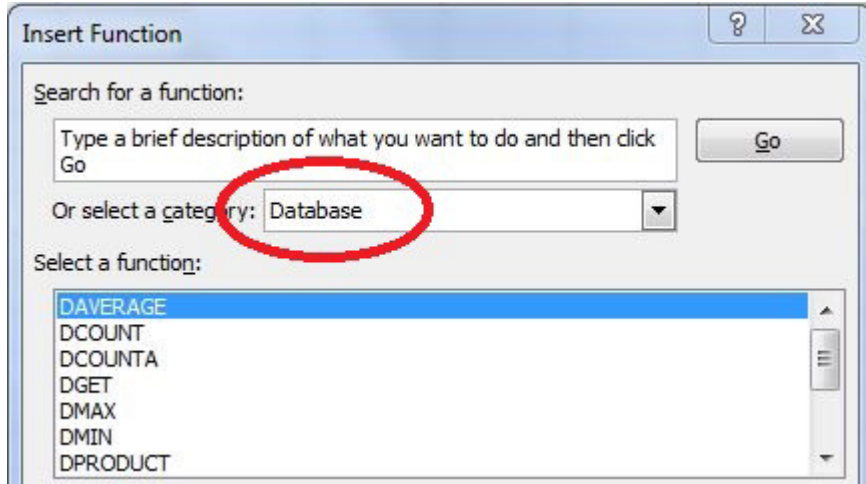 Insert Function
Search for a function:
Type a brief description of what you want to do and then click
Go
Go
Or select a category: Database
Select a function:
DAVERAGE
DCOUNT
DCOUNTA
DGET
DMAX
DMIN
DPRODUCT